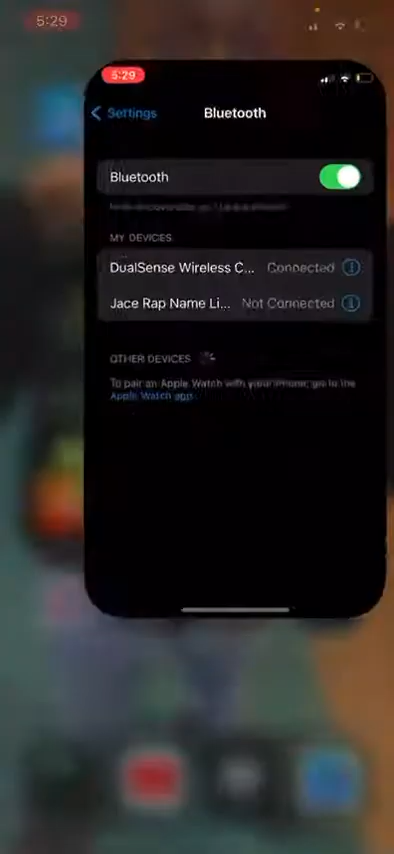 5:29
5:29
Settings
Bluetooth
Bluetooth
MY DEVICES
DualSense Wireless C... Connected
Jace Rap Name Li... Not Connected
OTHER DEVICES
To pair an Apple Watch with your iPhone, go to the
Apple Watch app.